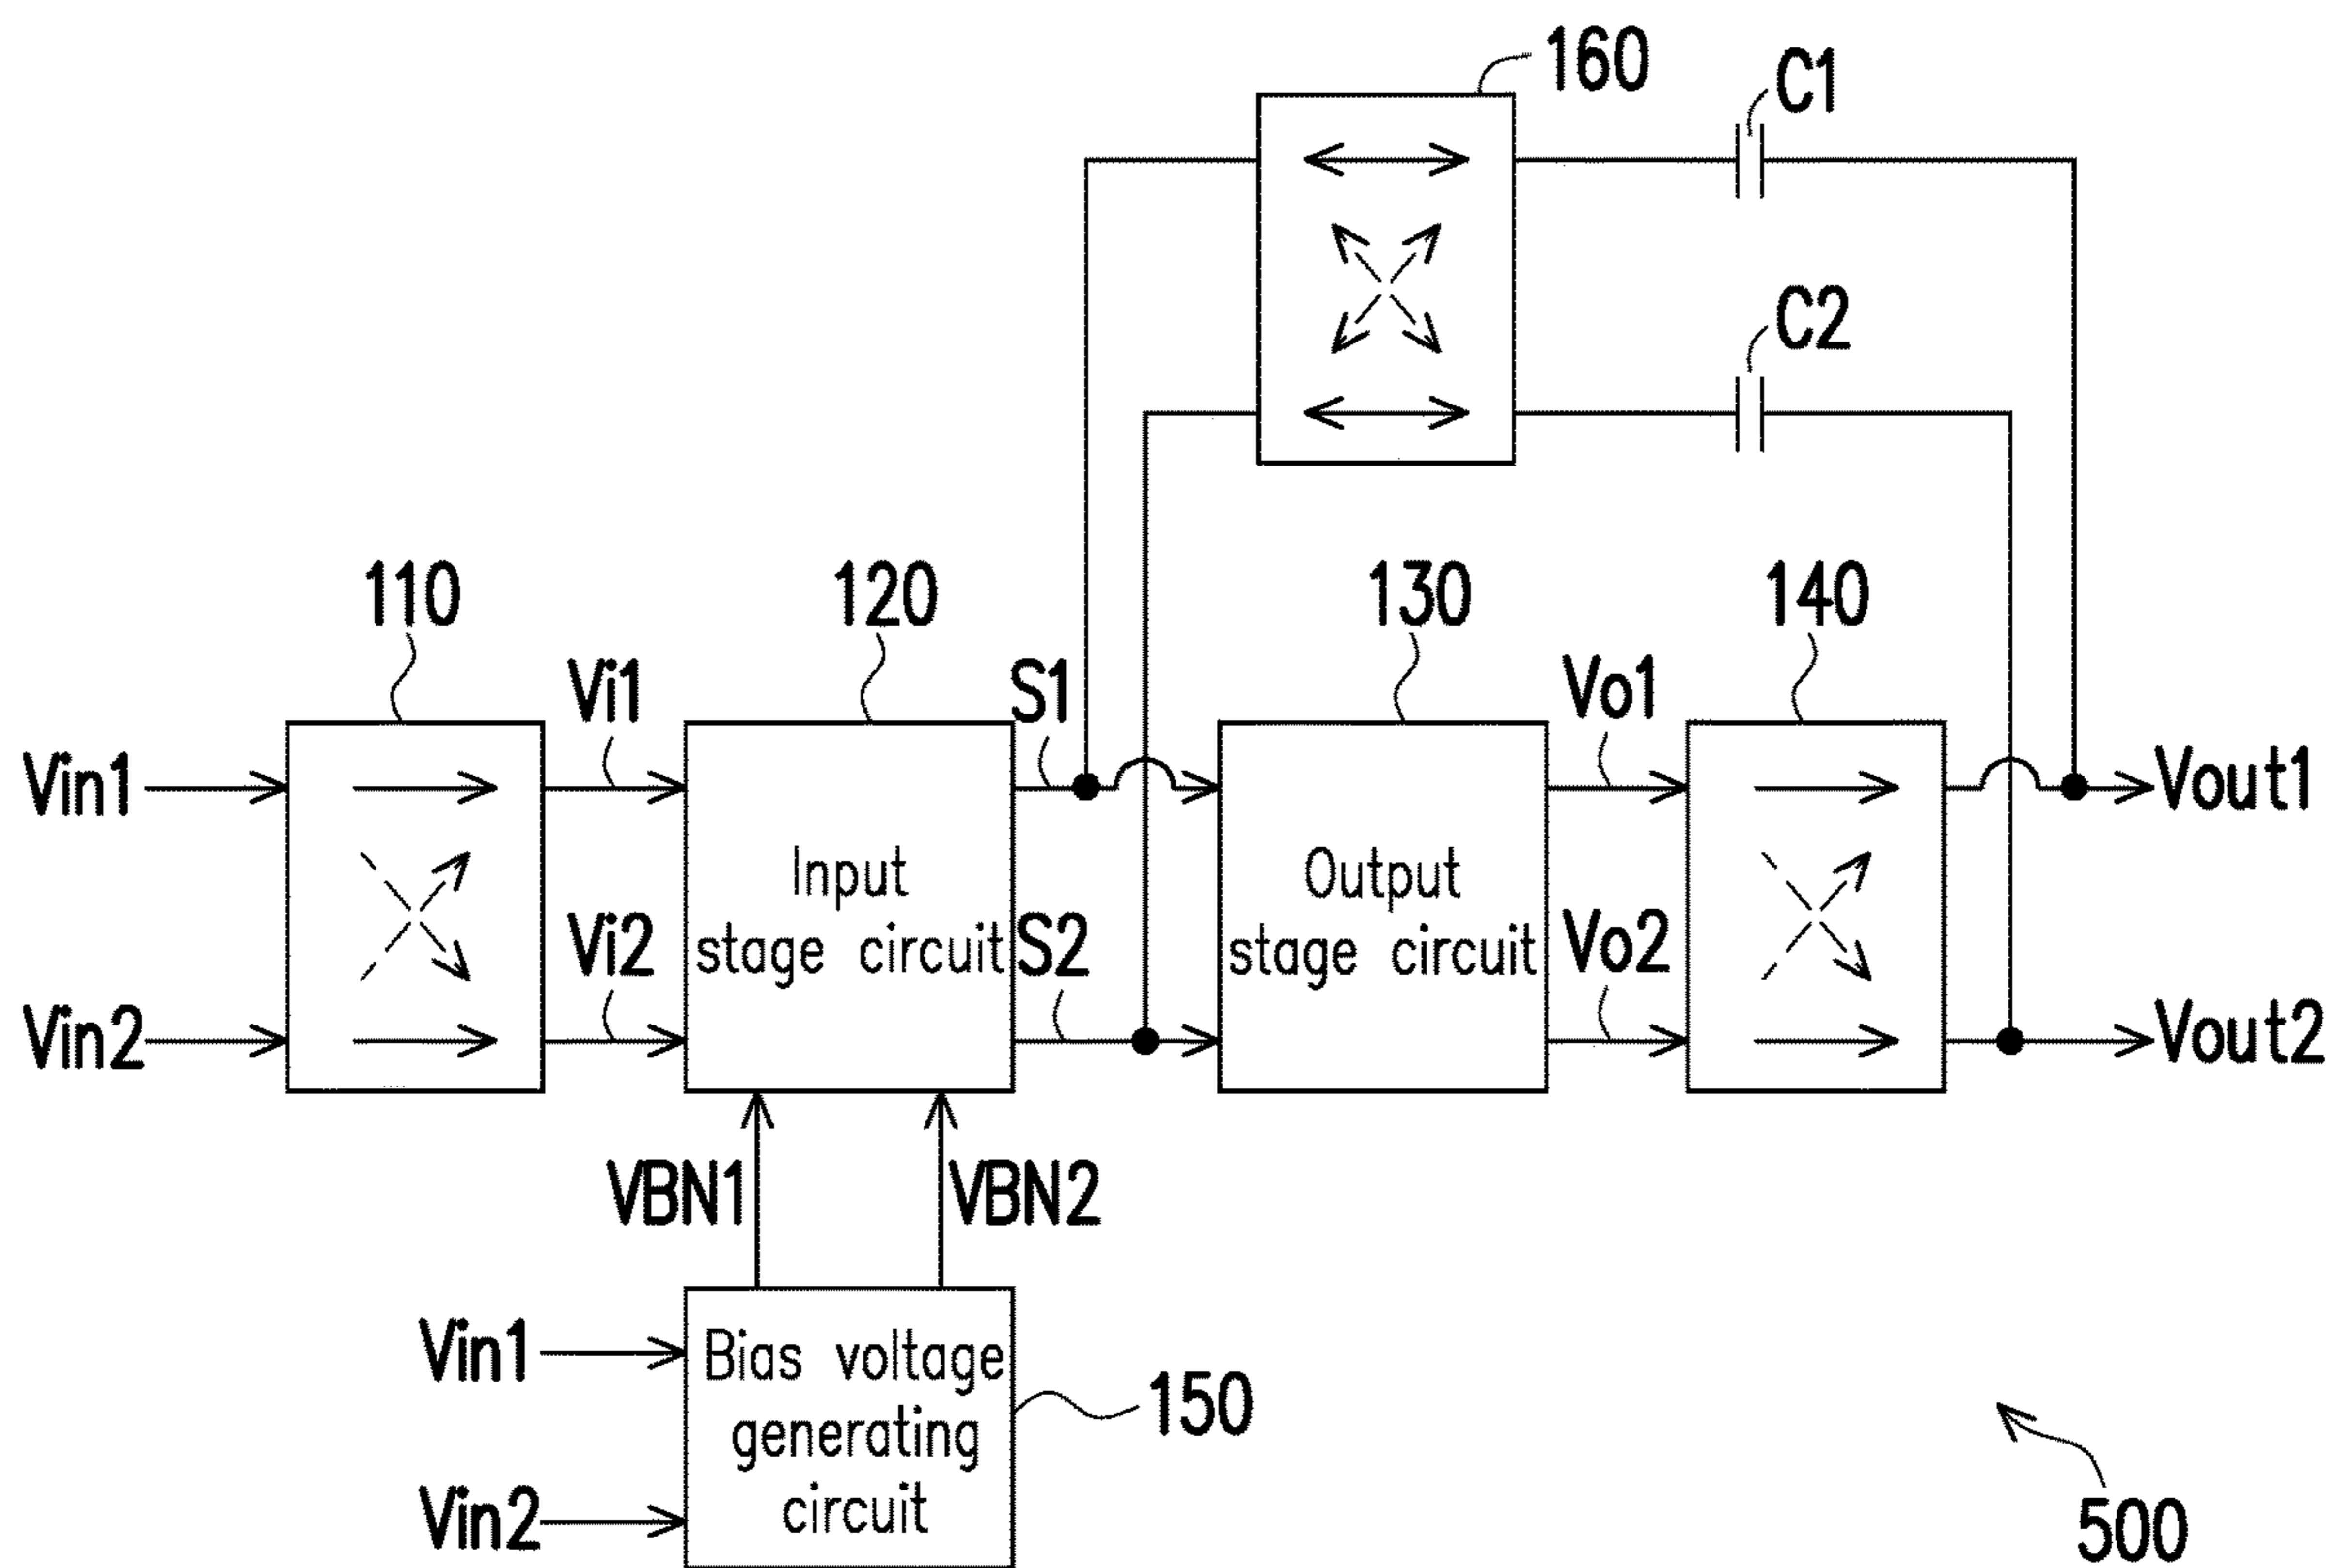 160
C1
C2
110
120
130
140
Vi1
S1
Vo1
Vin1
Vout1
Input
stage circuit
Output
stage circuit
Vi2
S2
Vo2
Vin2
Vout2
VBN1
VBN2
Vin1
Bias voltage
generating
circuit
150
Vin2
500